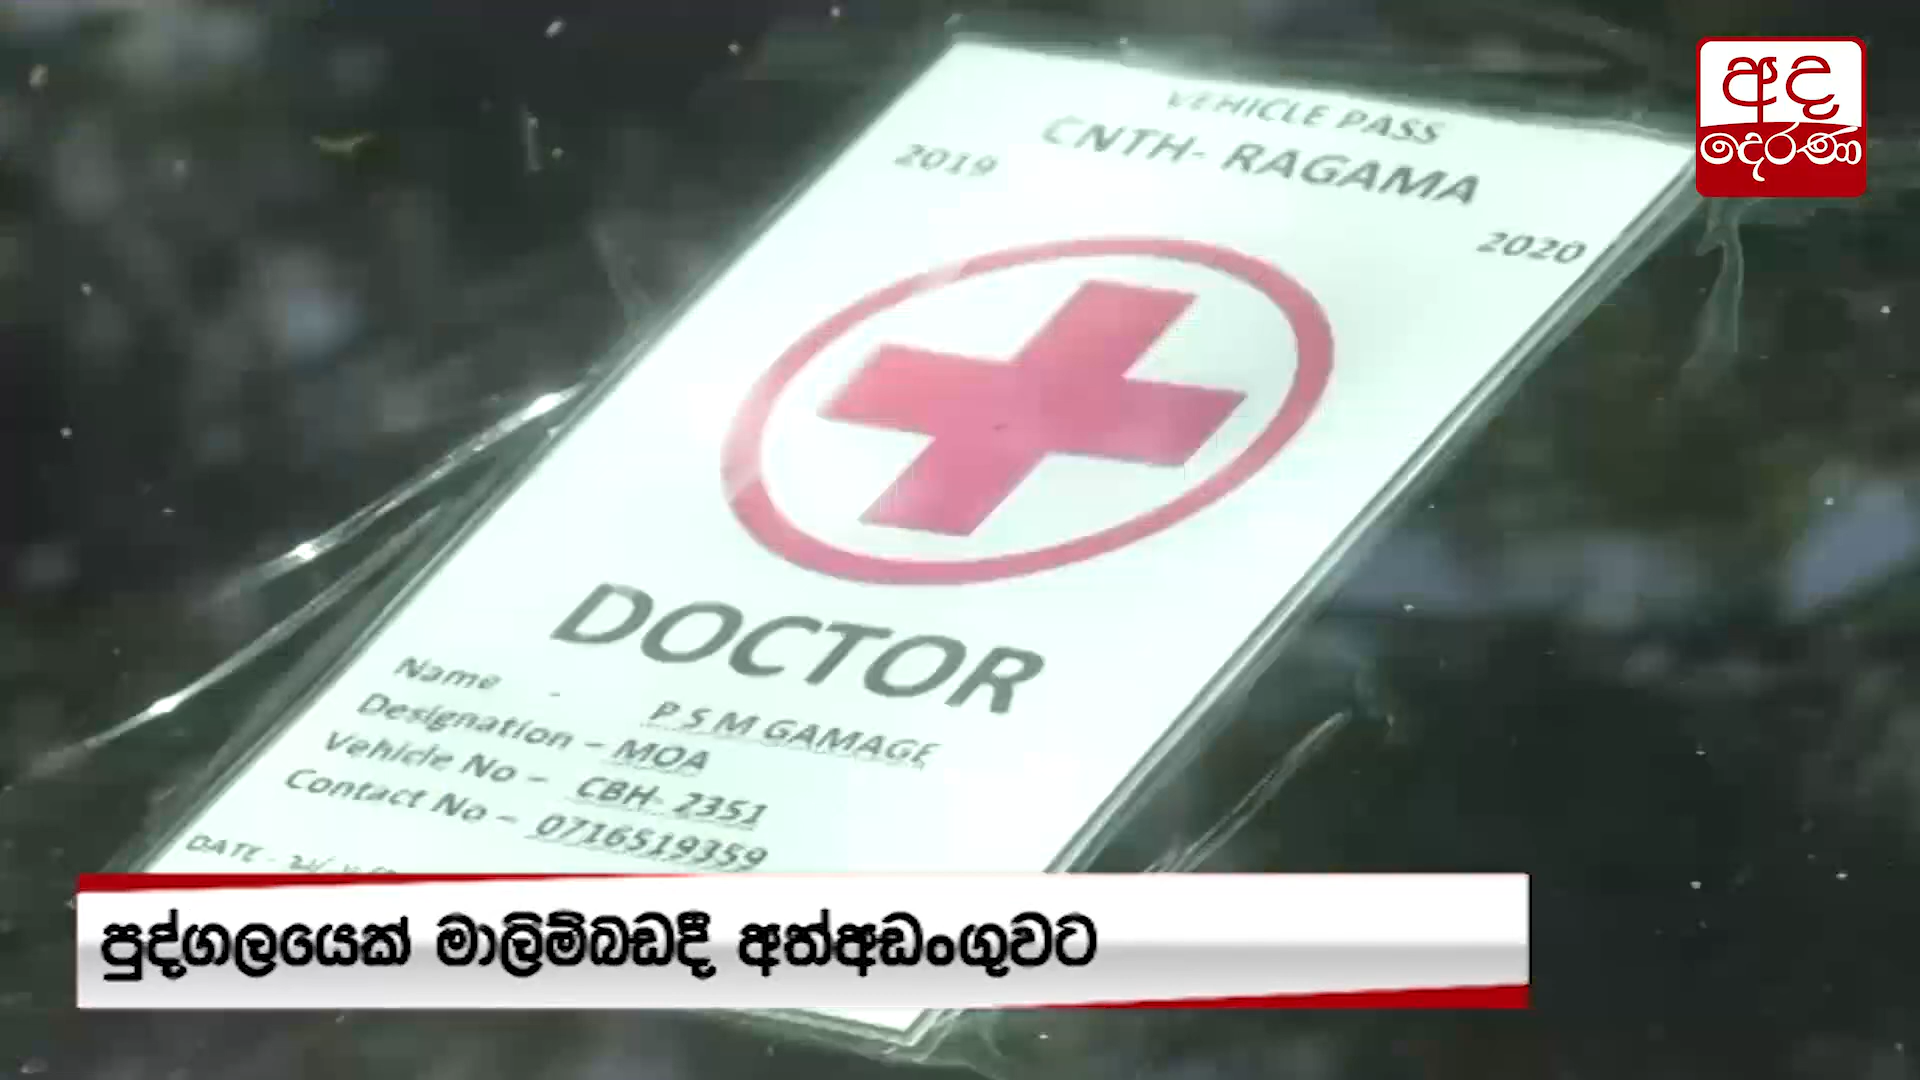 VEHICLE PASS
CNTH- RAGAMA
2019
2020
DOCTOR
Name - P S M GAMAGE
Designation – MOA
Vehicle No – CBH- 2351
Contact No – 0716519359
DATE -
පුද්ගලයෙක් මාලිම්බඩදී අත්අඩංගුවට
අද
දෙරණ